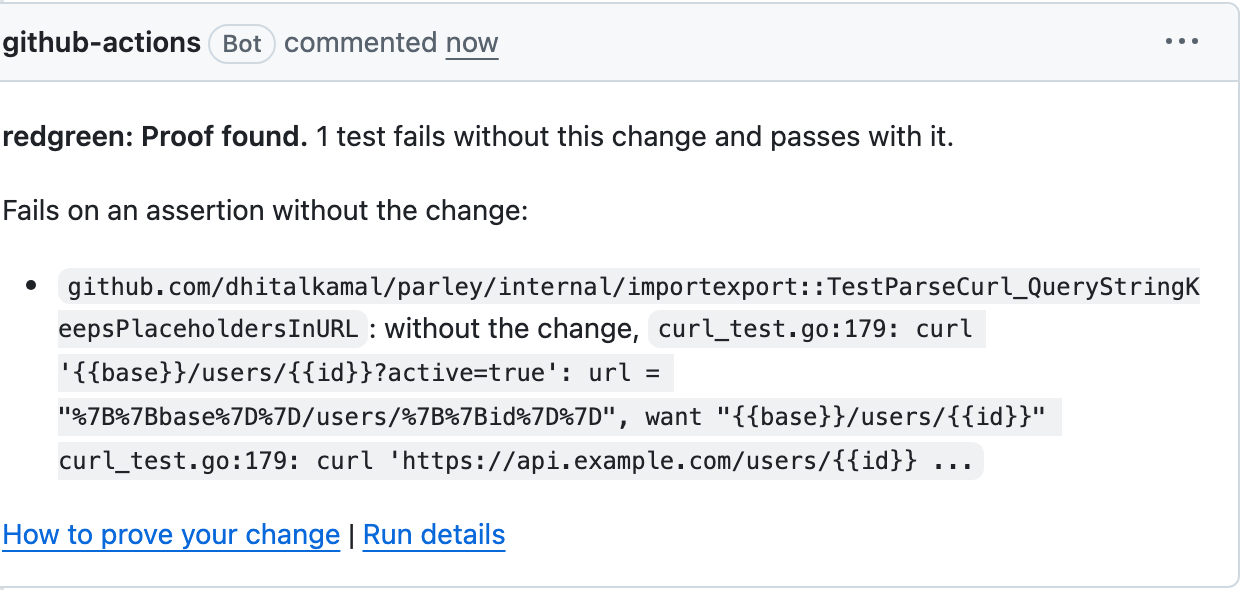 github-actions Bot commented now
redgreen: Proof found. 1 test fails without this change and passes with it.
Fails on an assertion without the change:
• github.com/dhitalkamal/parley/internal/importexport::TestParseCurl_QueryStringK
eepsPlaceholdersInURL : without the change, curl_test.go:179: curl
'{{base}}/users/{{id}}?active=true': url =
"%7B%7Bbase%7D%7D/users/%7B%7Bid%7D%7D", want "{{base}}/users/{{id}}"
curl_test.go:179: curl 'https://api.example.com/users/{{id}} ...
How to prove your change | Run details